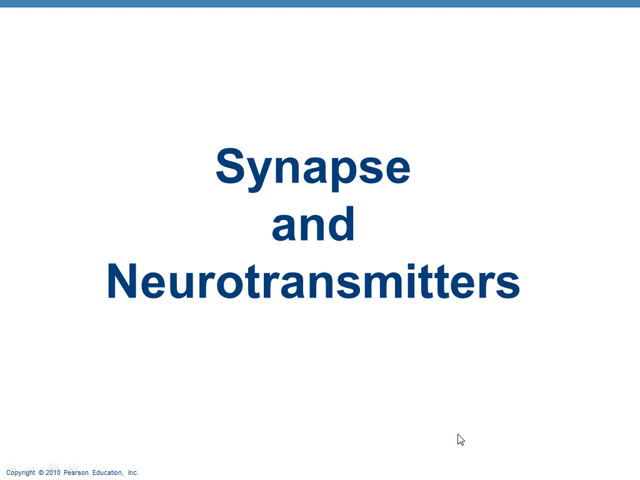 Synapse
and
Neurotransmitters
Copyright © 2010 Pearson Education, Inc.